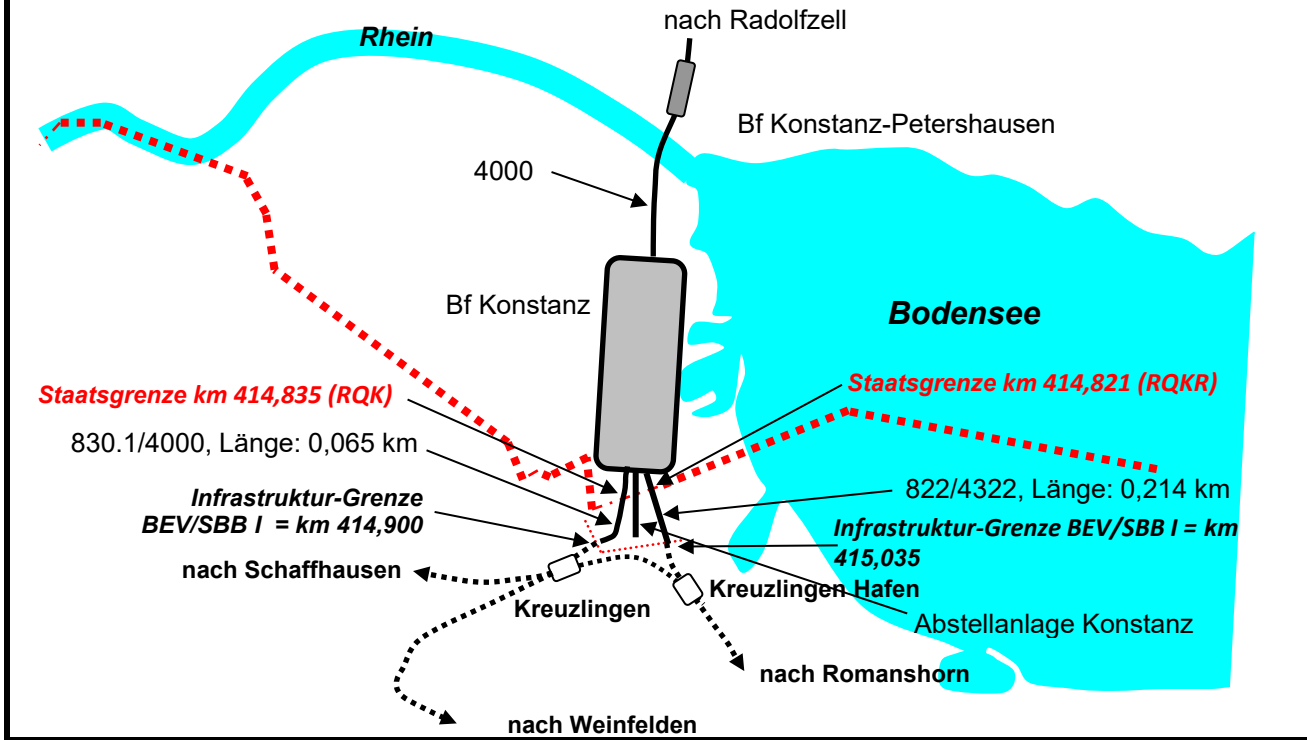 nach Radolfzell
Rhein
Bf Konstanz-Petershausen
4000
Bf Konstanz
Bodensee
Staatsgrenze km 414,835 (RQK)
Staatsgrenze km 414,821 (RQKR)
830.1/4000, Länge: 0,065 km
822/4322, Länge: 0,214 km
Infrastruktur-Grenze
BEV/SBB I = km 414,900
Infrastruktur-Grenze BEV/SBB I = km
415,035
nach Schaffhausen
Kreuzlingen Hafen
Kreuzlingen
Abstellanlage Konstanz
nach Romanshorn
nach Weinfelden